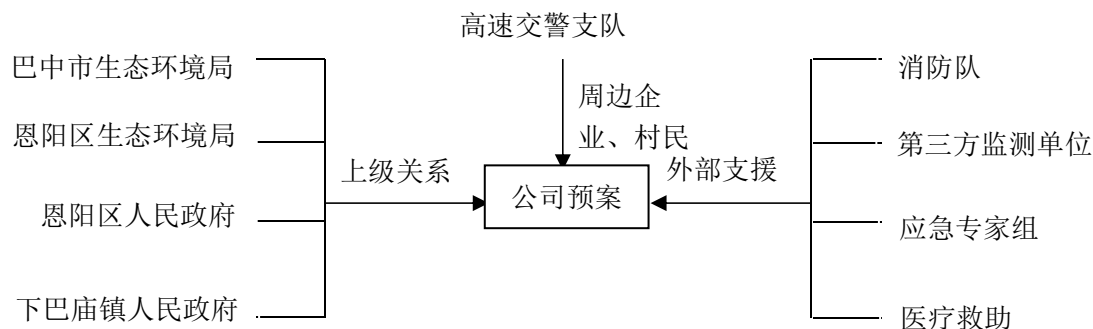 高速交警支队
巴中市生态环境局
消防队
周边企
业、村民
恩阳区生态环境局
第三方监测单位
上级关系
外部支援
公司预案
恩阳区人民政府
应急专家组
下巴庙镇人民政府
医疗救助